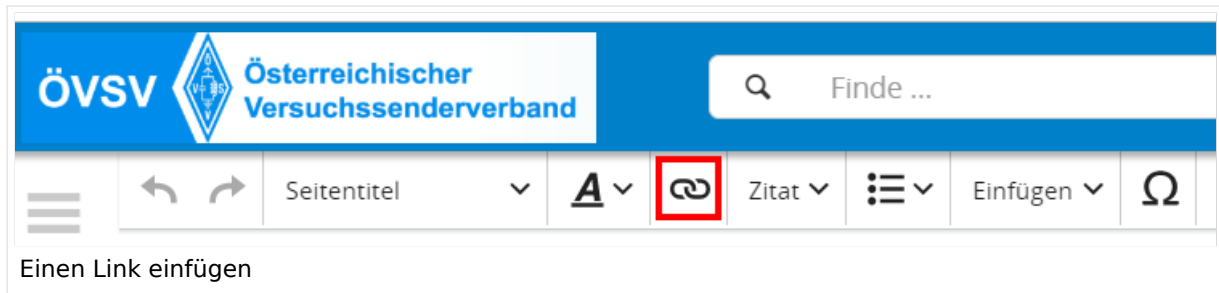 ÖVSV
Österreichischer
Versuchssenderverband
Finde ...
Seitentitel
A
Zitat
Einfügen
Ω
Einen Link einfügen